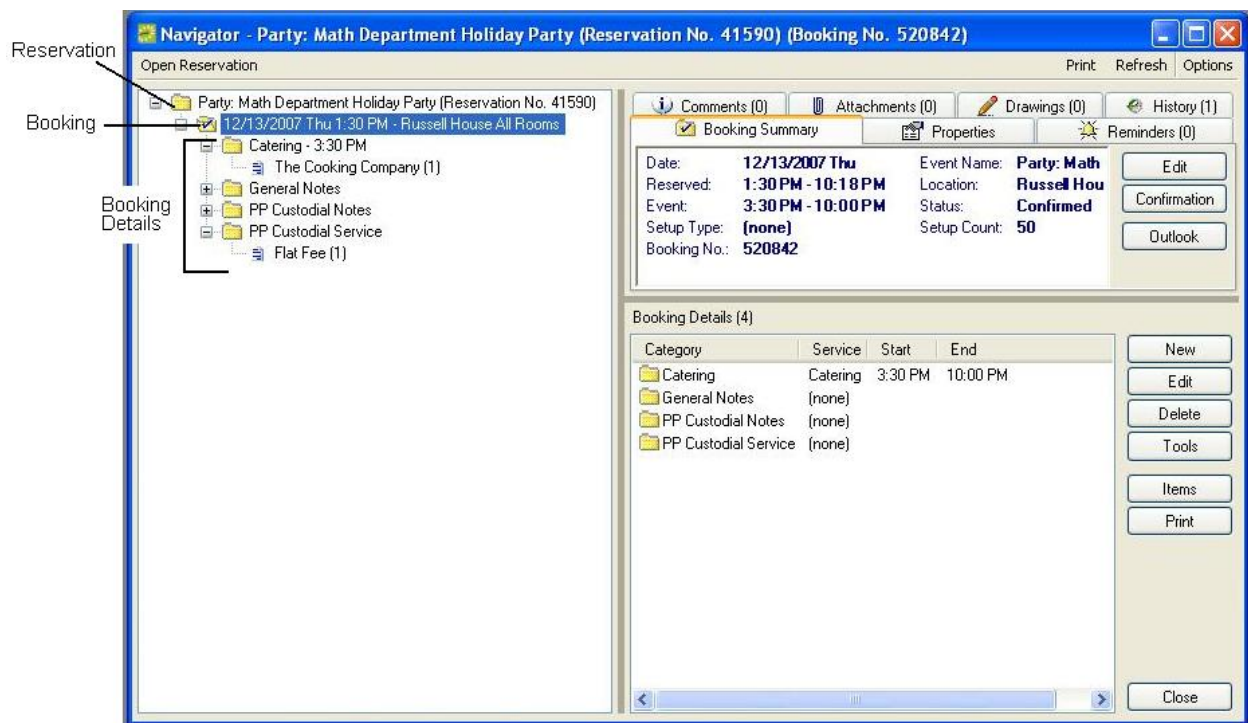 Navigator - Party: Math Department Holiday Party (Reservation No. 41590) (Booking No. 520842)
Reservation
Open Reservation
Print Refresh Options
Party: Math Department Holiday Party (Reservation No. 41590)
Booking
12/13/2007 Thu 1:30 PM - Russell House All Rooms
Catering - 3:30 PM
The Cooking Company (1)
General Notes
Booking
Details
PP Custodial Notes
PP Custodial Service
Flat Fee (1)
Comments (0) Attachments (0) Drawings (0) History (1)
Booking Summary Properties Reminders (0)
Date: 12/13/2007 Thu Event Name: Party: Math
Reserved: 1:30 PM - 10:18 PM Location: Russell Hou
Event: 3:30 PM - 10:00 PM Status: Confirmed
Setup Type: (none) Setup Count: 50
Booking No.: 520842
Edit
Confirmation
Outlook
Booking Details (4)
Category Service Start End
Catering Catering 3:30 PM 10:00 PM
General Notes (none)
PP Custodial Notes (none)
PP Custodial Service (none)
New
Edit
Delete
Tools
Items
Print
Close